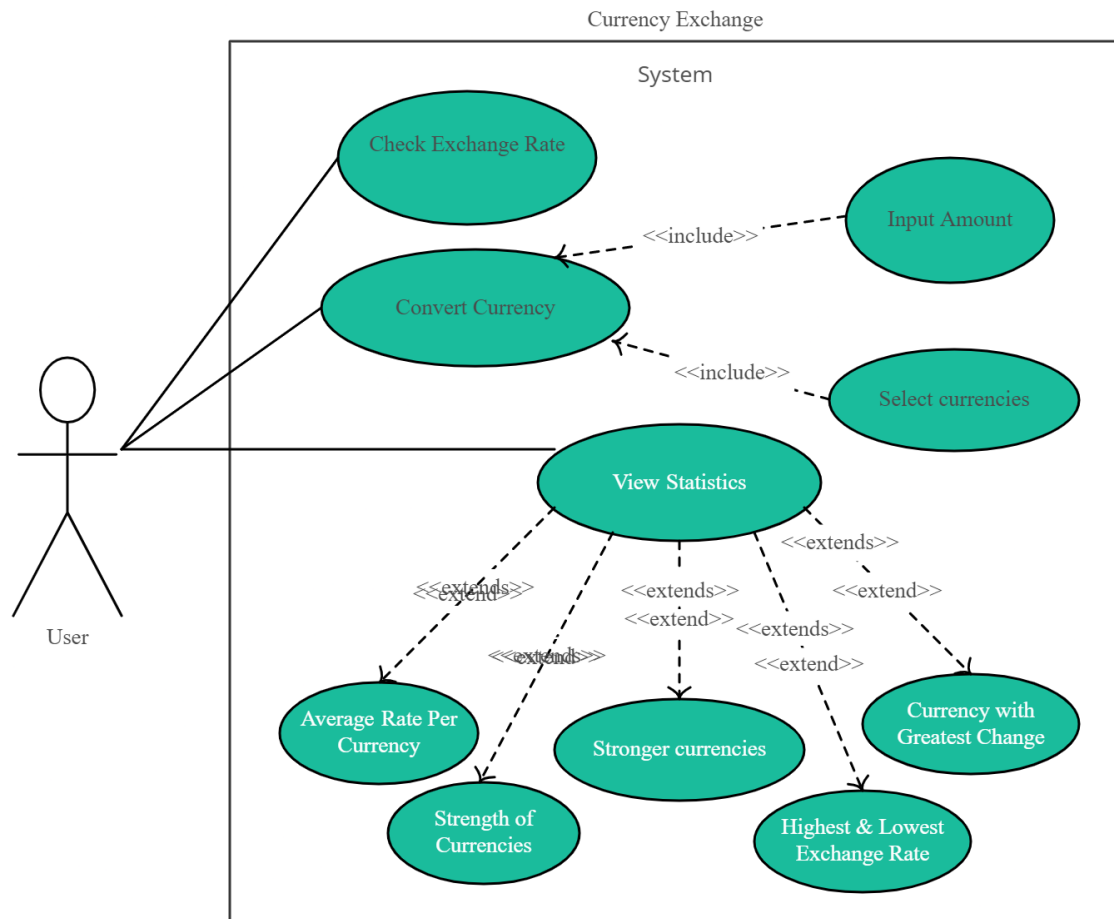 Currency Exchange
System
Check Exchange Rate
Input Amount
<<include>>
Convert Currency
<<include>>
Select currencies
View Statistics
<<extends>>
<<extends>>
<<extend>>
<<extends>>
<<extend>>
<<extend>>
<<extends>>
<<extends>>
<<extend>>
<<extend>>
User
Average Rate Per
Currency
Stronger currencies
Currency with
Greatest Change
Strength of
Currencies
Highest & Lowest
Exchange Rate